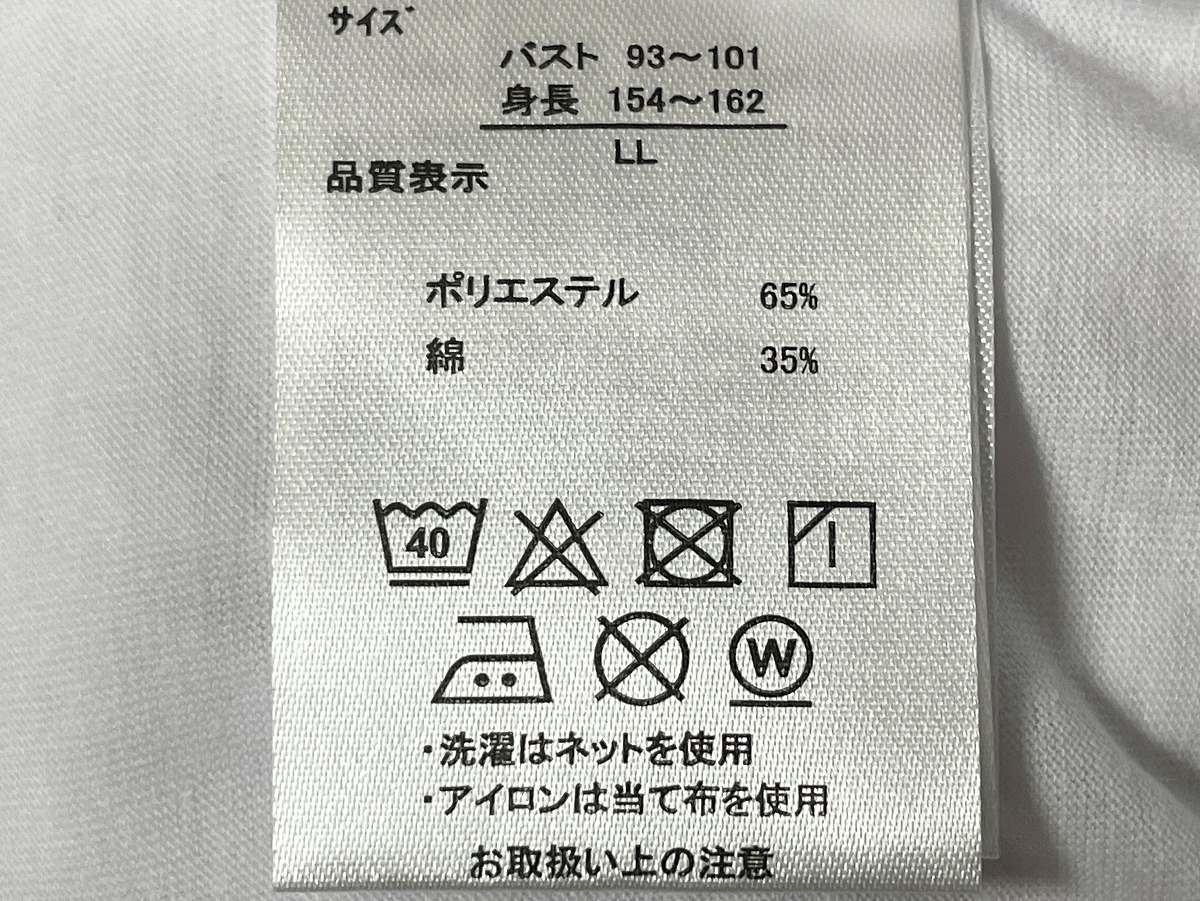 サイズ
バスト 93〜101
身長 154〜162
LL
品質表示
ポリエステル 65%
綿 35%
40
W
・洗濯はネットを使用
・アイロンは当て布を使用
お取扱い上の注意